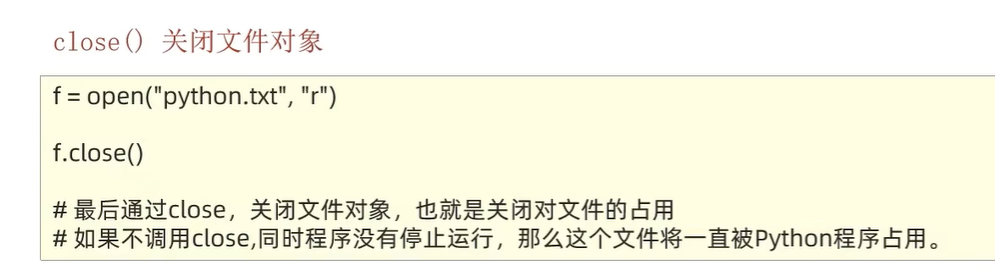 close() 关闭文件对象
f = open("python.txt", "r")
f.close()
# 最后通过close，关闭文件对象，也就是关闭对文件的占用
# 如果不调用close,同时程序没有停止运行，那么这个文件将一直被Python程序占用。